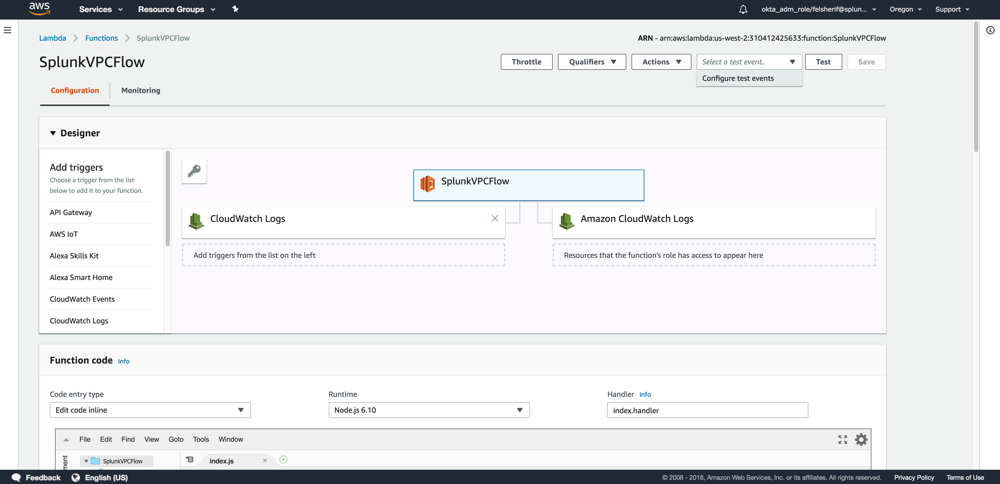 aws Services Resource Groups okta_adm_role/felsherif@splun... Oregon Support
Lambda Functions SplunkVPCFlow
ARN - arn:aws:lambda:us-west-2:310412425633:function:SplunkVPCFlow
SplunkVPCFlow
Throttle Qualifiers Actions Select a test event.. Test Save
Configure test events
Configuration Monitoring
Designer
Add triggers
Choose a trigger from the list
below to add it to your function.
API Gateway
AWS IoT
Alexa Skills Kit
Alexa Smart Home
CloudWatch Events
CloudWatch Logs
SplunkVPCFlow
CloudWatch Logs
Amazon CloudWatch Logs
Add triggers from the list on the left
Resources that the function's role has access to appear here
Function code Info
Code entry type
Edit code inline
Runtime
Node.js 6.10
Handler Info
index.handler
File Edit Find View Goto Tools Window
SplunkVPCFlow
index.js
Feedback English (US)
© 2008 - 2018, Amazon Web Services, Inc. or its affiliates. All rights reserved. Privacy Policy Terms of Use